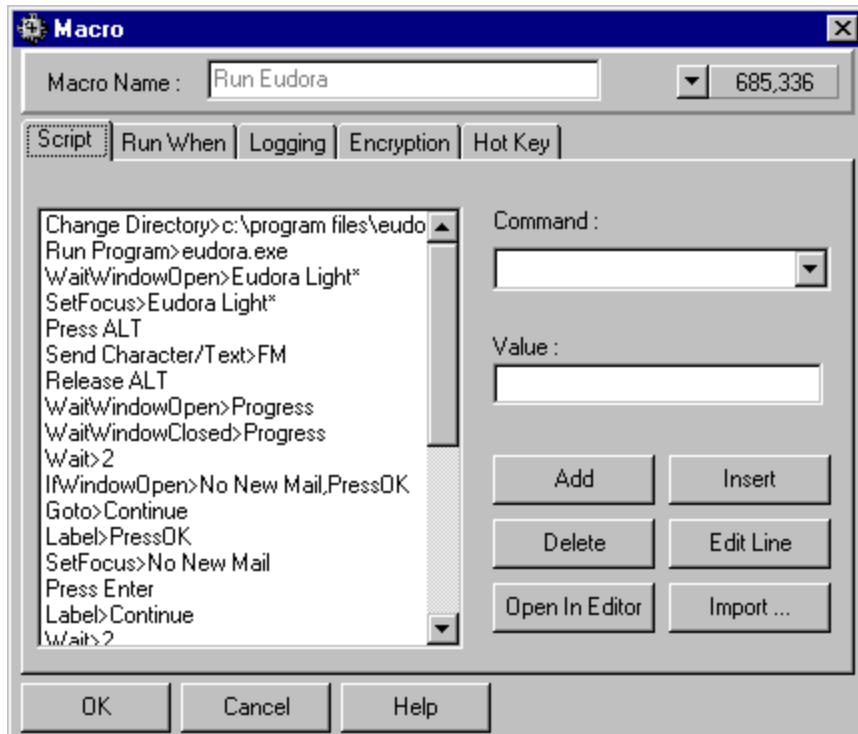 Macro
Macro Name : Run Eudora 685,336
Script Run When Logging Encryption Hot Key
Change Directory>c:\program files\eudo
Run Program>eudora.exe
WaitWindowOpen>Eudora Light*
SetFocus>Eudora Light*
Press ALT
Send Character/Text>FM
Release ALT
WaitWindowOpen>Progress
WaitWindowClosed>Progress
Wait>2
IfWindowOpen>No New Mail,PressOK
Goto>Continue
Label>PressOK
SetFocus>No New Mail
Press Enter
Label>Continue
Wait>2
Command :
Value :
Add Insert
Delete Edit Line
Open In Editor Import ...
OK Cancel Help